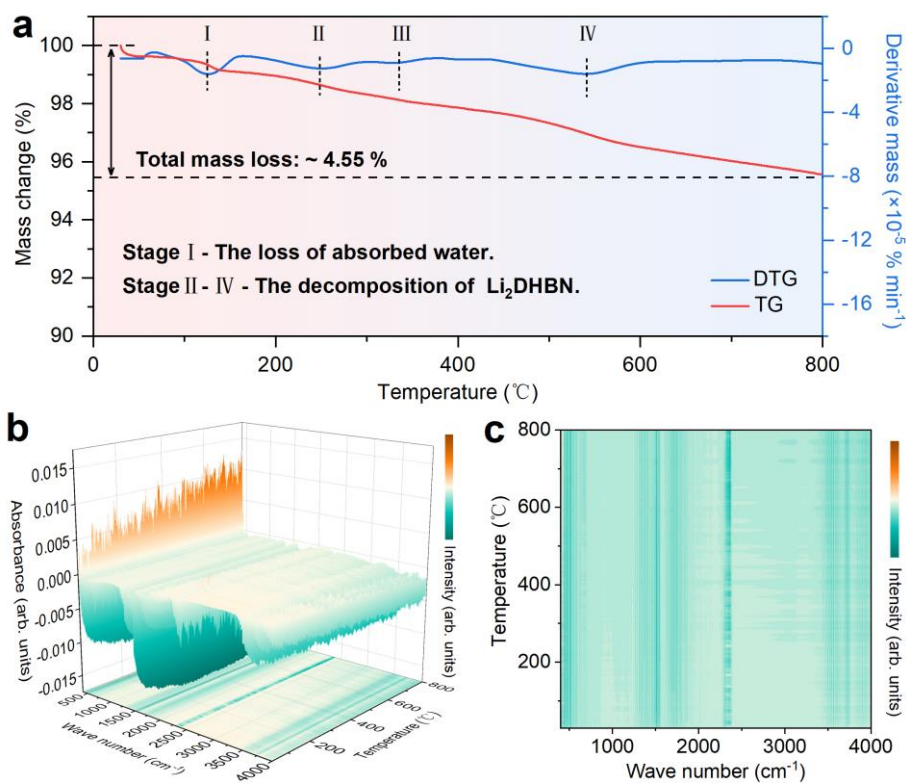 a
Ⅰ Ⅱ Ⅲ Ⅳ
100
98
96
94
92
90
Mass change (%)
0
-4
-8
-12
-16
Derivative mass (×10⁻⁵ % min⁻¹)
Total mass loss: ~ 4.55 %
Stage Ⅰ - The loss of absorbed water.
Stage Ⅱ - Ⅳ - The decomposition of Li₂DHBN.
DTG
TG
0 200 400 600 800
Temperature (℃)
b
0.015
0.010
0.005
0.000
-0.005
-0.010
-0.015
Absorbance (arb. units)
Intensity (arb. units)
500 1000 1500 2000 2500 3000 3500 4000
Wave number (cm⁻¹)
200 400 600 800
Temperature (℃)
c
800
600
400
200
Temperature (℃)
1000 2000 3000 4000
Wave number (cm⁻¹)
Intensity (arb. units)